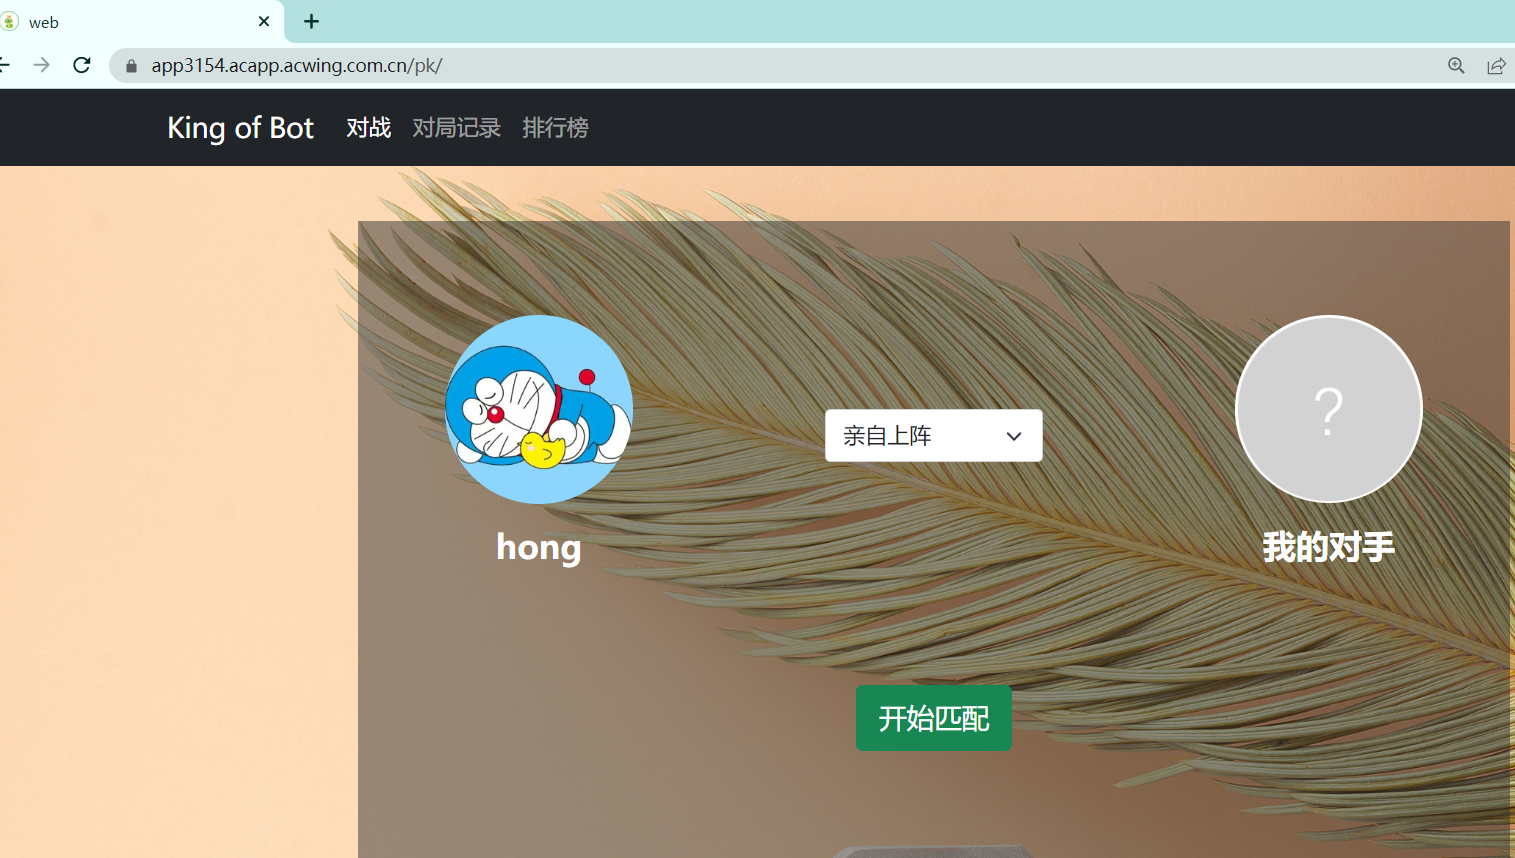 web
app3154.acapp.acwing.com.cn/pk/
King of Bot 对战 对局记录 排行榜
亲自上阵
?
hong 我的对手
开始匹配